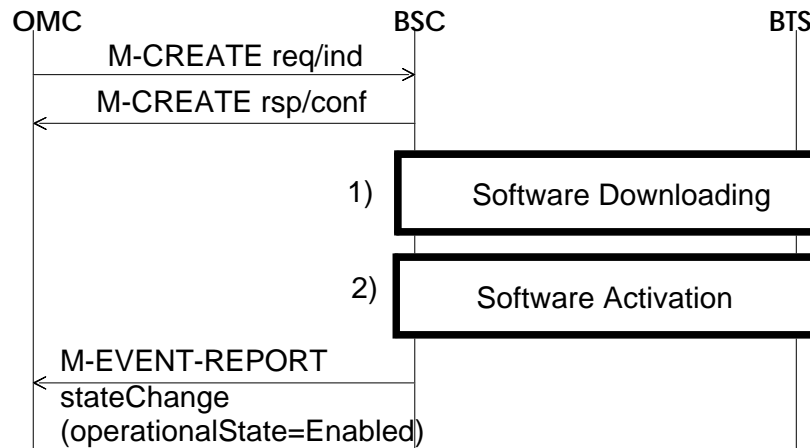 OMC BSC BTS
M-CREATE req/ind
M-CREATE rsp/conf
1) Software Downloading
2) Software Activation
M-EVENT-REPORT
stateChange
(operationalState=Enabled)